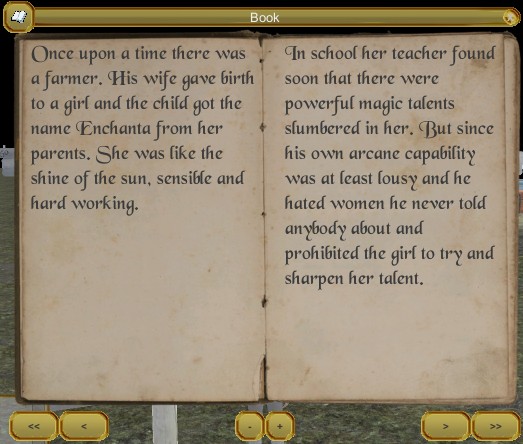 Book
Once upon a time there was
a farmer. His wife gave birth
to a girl and the child got the
name Enchanta from her
parents. She was like the
shine of the sun, sensible and
hard working.
In school her teacher found
soon that there were
powerful magic talents
slumbered in her. But since
his own arcane capability
was at least lousy and he
hated women he never told
anybody about and
prohibited the girl to try and
sharpen her talent.
<< < - + > >>